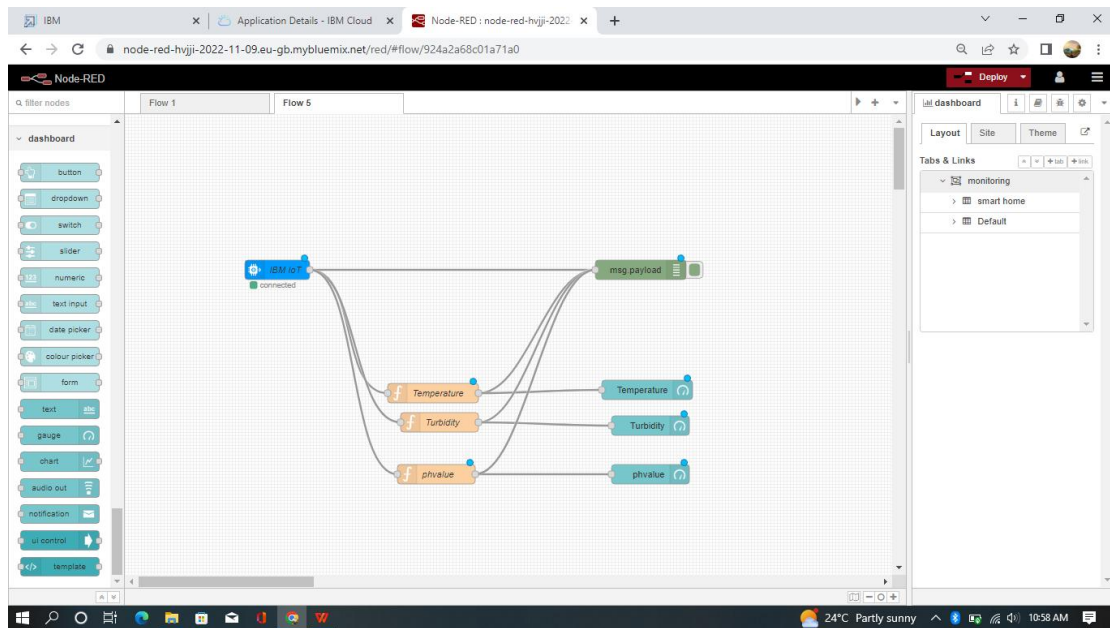 IBM
Application Details - IBM Cloud
Node-RED : node-red-hvjji-2022
node-red-hvjji-2022-11-09.eu-gb.mybluemix.net/red/#flow/924a2a68c01a71a0
Node-RED
Deploy
filter nodes
Flow 1
Flow 5
dashboard
i
Layout
Site
Theme
Tabs & Links
+ tab
+ link
monitoring
smart home
Default
dashboard
button
dropdown
switch
slider
123
numeric
abc
text input
date picker
colour picker
form
text
abc
gauge
chart
audio out
notification
ui control
</>
template
IBM IoT
connected
msg.payload
f
Temperature
Temperature
f
Turbidity
Turbidity
f
phvalue
phvalue
24°C Partly sunny
10:58 AM